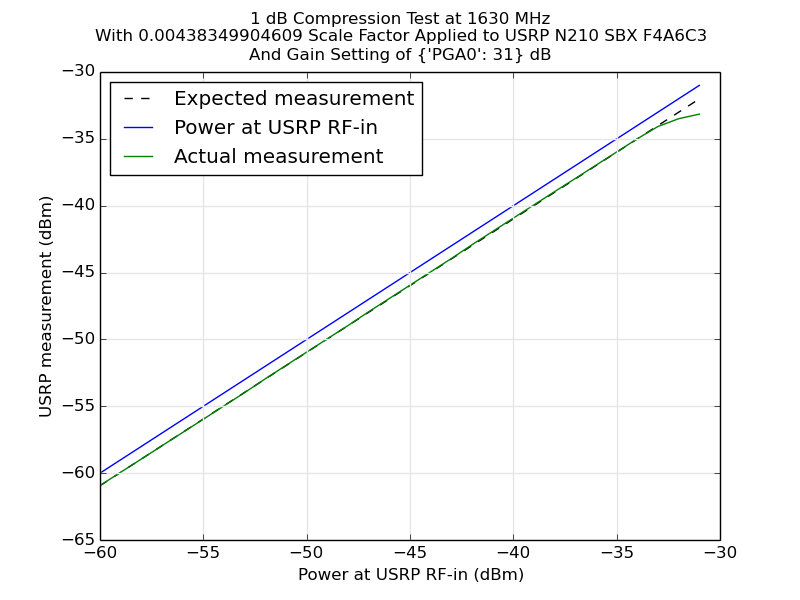 1 dB Compression Test at 1630 MHz
With 0.00438349904609 Scale Factor Applied to USRP N210 SBX F4A6C3
And Gain Setting of {'PGA0': 31} dB
Expected measurement
Power at USRP RF-in
Actual measurement
USRP measurement (dBm)
−30
−35
−40
−45
−50
−55
−60
−65
−60
−55
−50
−45
−40
−35
−30
Power at USRP RF-in (dBm)